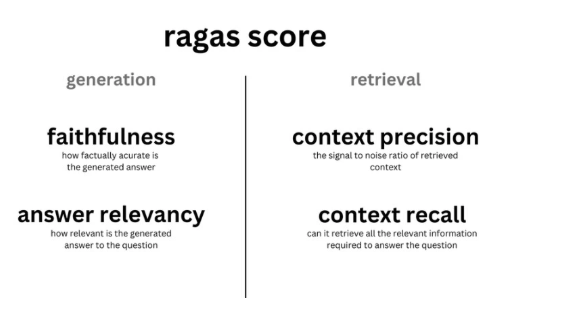 ragas score
generation
faithfulness
how factually acurate is
the generated answer
answer relevancy
how relevant is the generated
answer to the question
retrieval
context precision
the signal to noise ratio of retrieved
context
context recall
can it retrieve all the relevant information
required to answer the question